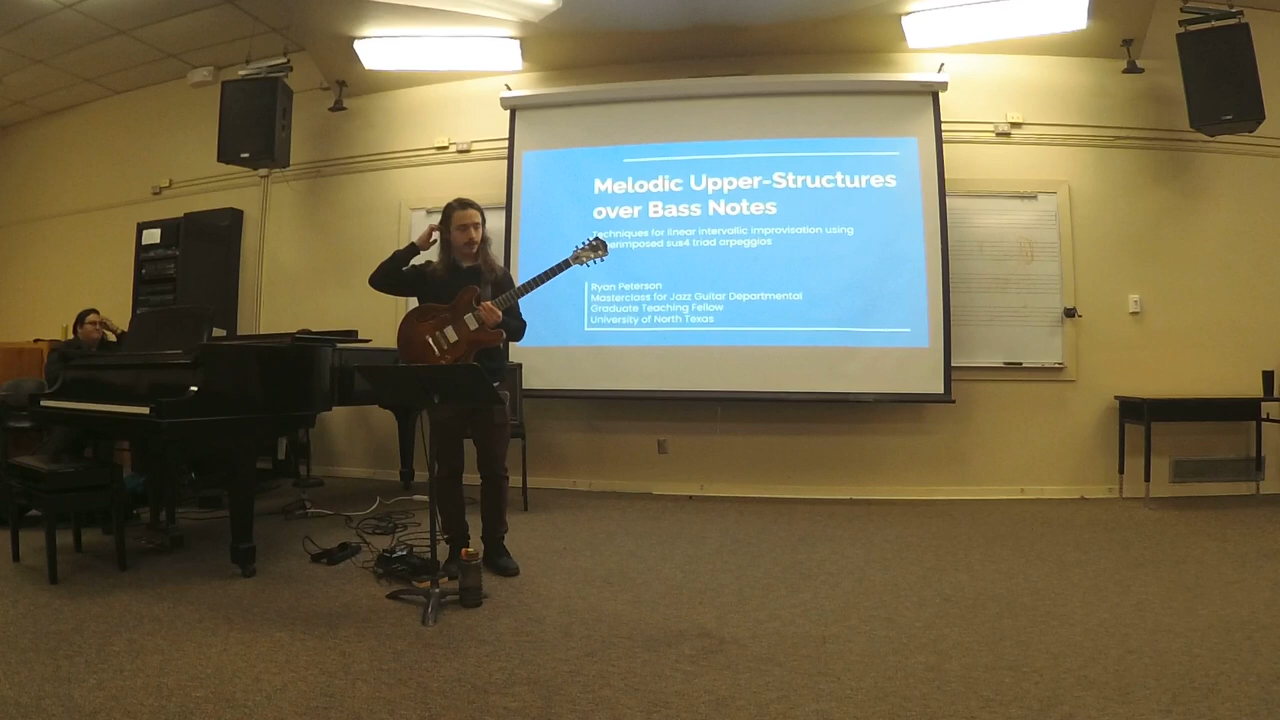 Melodic Upper-Structures
over Bass Notes
Techniques for linear intervallic improvisation using
sus4 triad arpeggios
Ryan Peterson
Masterclass for Jazz Guitar Departmental
Graduate Teaching Fellow
University of North Texas